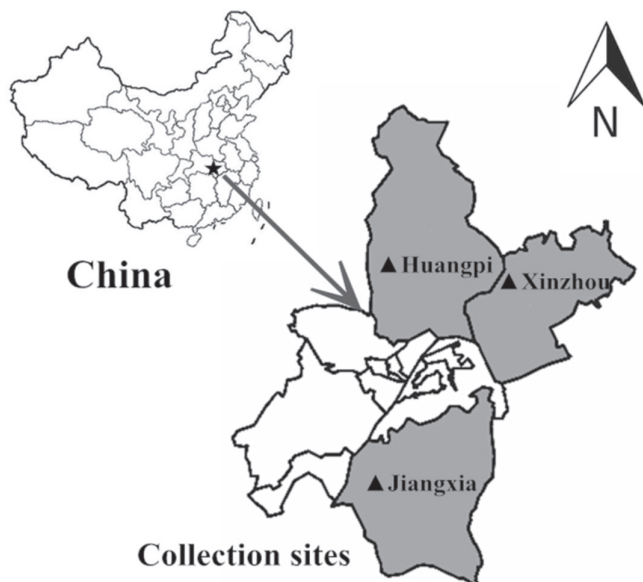 N
China
Huangpi
Xinzhou
Jiangxia
Collection sites